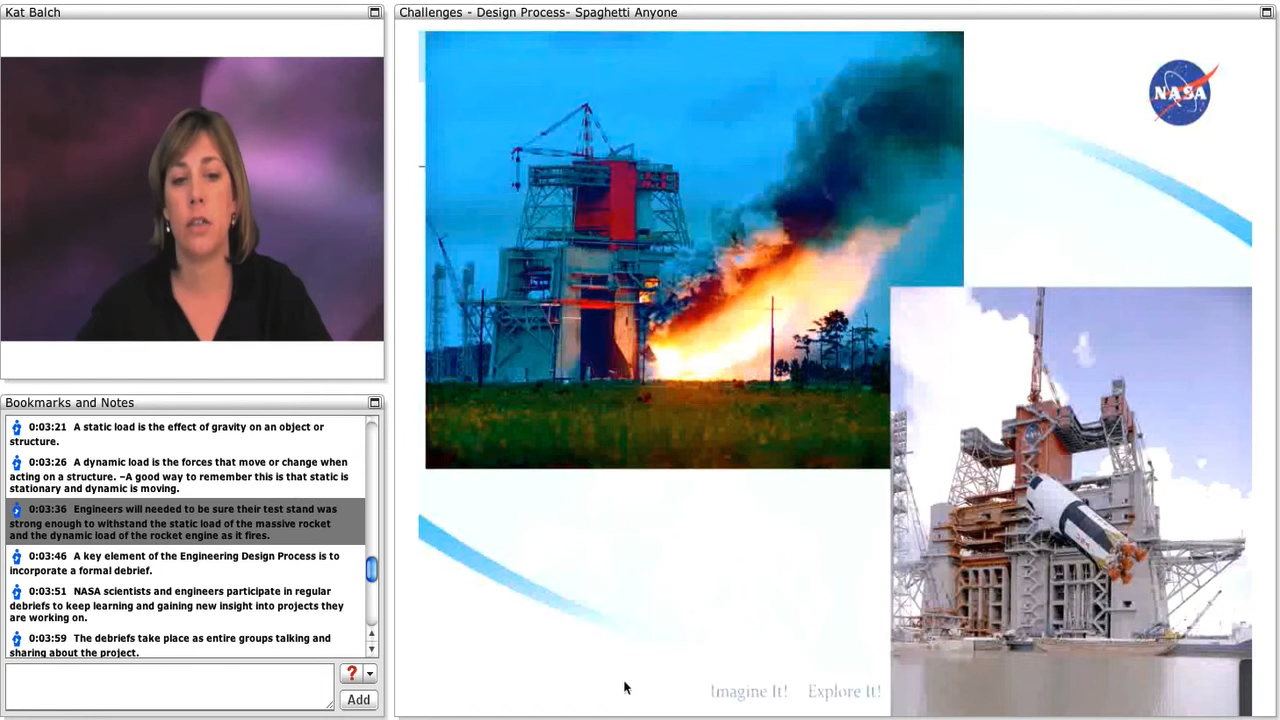 Kat Balch
Challenges - Design Process- Spaghetti Anyone
NASA
Bookmarks and Notes
0:03:21 A static load is the effect of gravity on an object or
structure.
0:03:26 A dynamic load is the forces that move or change when
acting on a structure. –A good way to remember this is that static is
stationary and dynamic is moving.
0:03:36 Engineers will needed to be sure their test stand was
strong enough to withstand the static load of the massive rocket
and the dynamic load of the rocket engine as it fires.
0:03:46 A key element of the Engineering Design Process is to
incorporate a formal debrief.
0:03:51 NASA scientists and engineers participate in regular
debriefs to keep learning and gaining new insight into projects they
are working on.
0:03:59 The debriefs take place as entire groups talking and
sharing about the project.
?
Add
Imagine It! Explore It!